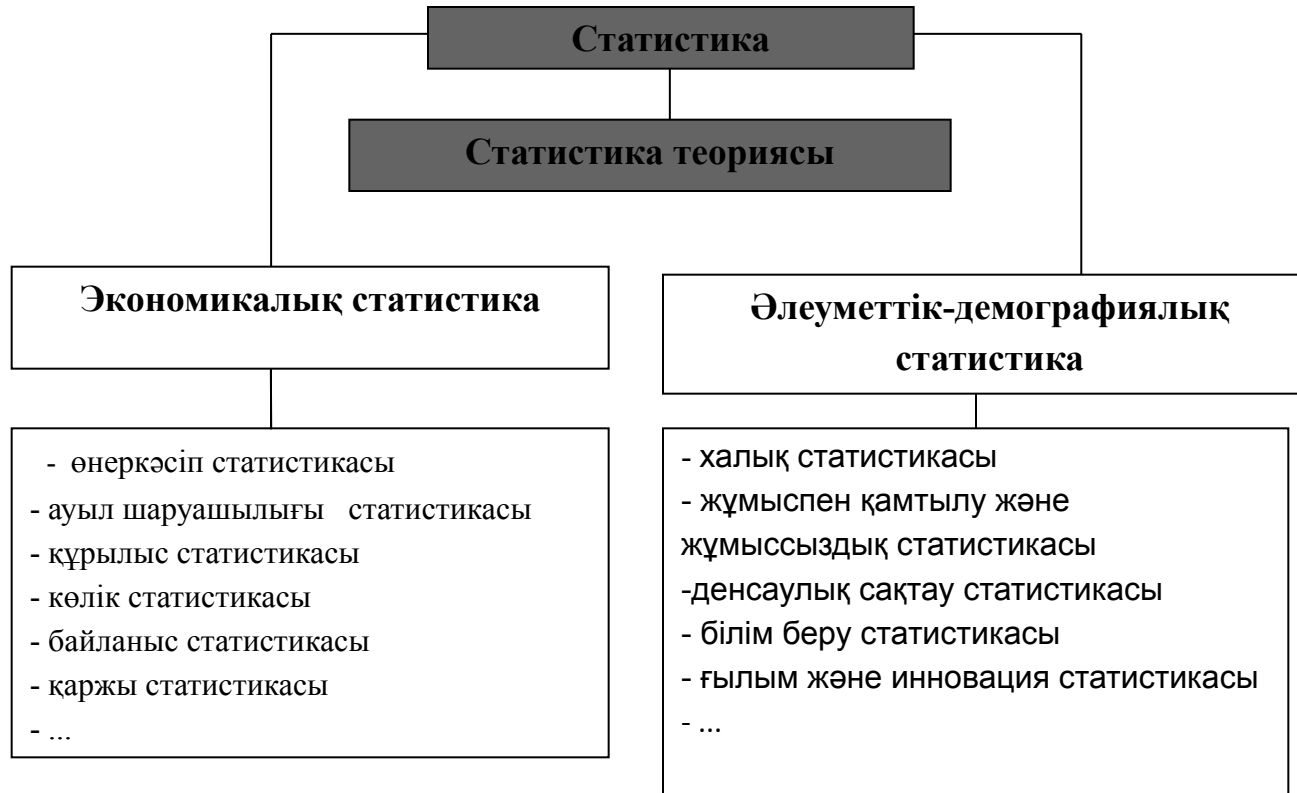 Статистика
Статистика теориясы
Экономикалық статистика
Әлеуметтік-демографиялық
статистика
- өнеркәсіп статистикасы
- ауыл шаруашылығы статистикасы
- құрылыс статистикасы
- көлік статистикасы
- байланыс статистикасы
- қаржы статистикасы
- ...
- халық статистикасы
- жұмыспен қамтылу және
жұмыссыздық статистикасы
-денсаулық сақтау статистикасы
- білім беру статистикасы
- ғылым және инновация статистикасы
- ...